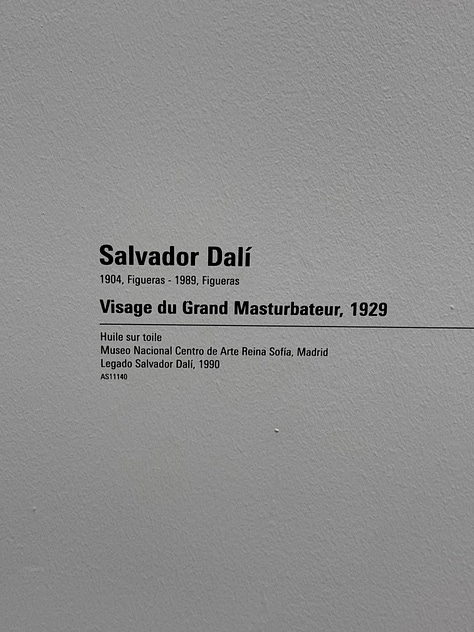 Salvador Dalí
1904, Figueras - 1989, Figueras
Visage du Grand Masturbateur, 1929
Huile sur toile
Museo Nacional Centro de Arte Reina Sofía, Madrid
Legado Salvador Dalí, 1990
AS11140